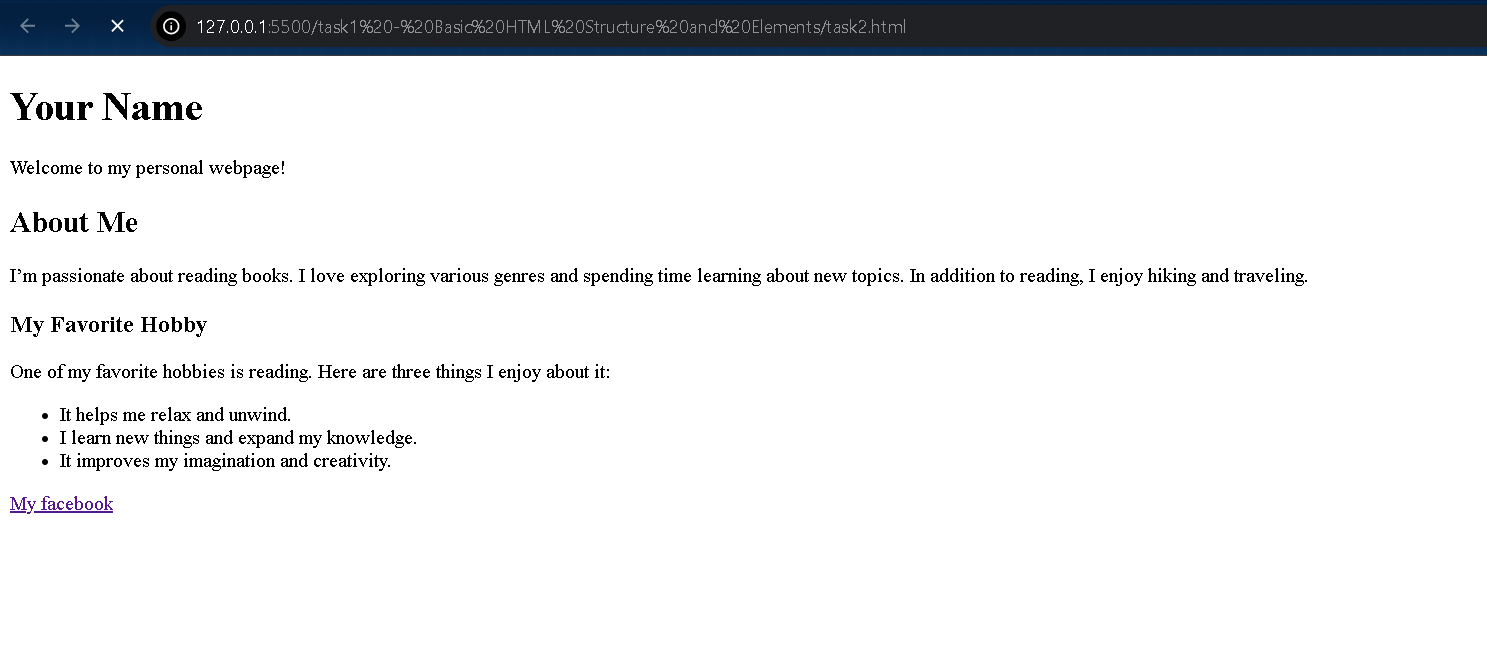 127.0.0.1:5500/task1%20-%20Basic%20HTML%20Structure%20and%20Elements/task2.html
Your Name
Welcome to my personal webpage!
About Me
I’m passionate about reading books. I love exploring various genres and spending time learning about new topics. In addition to reading, I enjoy hiking and traveling.
My Favorite Hobby
One of my favorite hobbies is reading. Here are three things I enjoy about it:
• It helps me relax and unwind.
• I learn new things and expand my knowledge.
• It improves my imagination and creativity.
My facebook